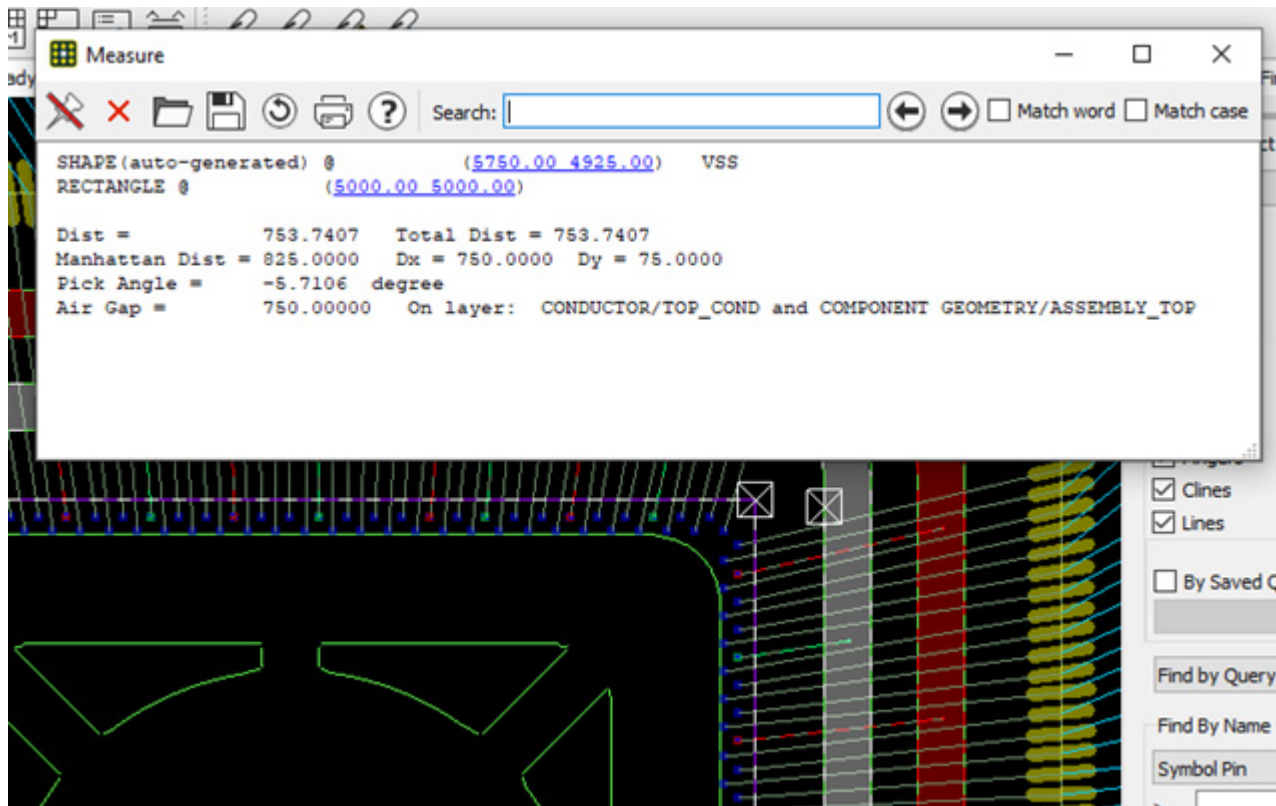 Measure
Search:
Match word
Match case
SHAPE(auto-generated) @ (5750.00 4925.00) VSS
RECTANGLE @ (5000.00 5000.00)
Dist = 753.7407 Total Dist = 753.7407
Manhattan Dist = 825.0000 Dx = 750.0000 Dy = 75.0000
Pick Angle = -5.7106 degree
Air Gap = 750.00000 On layer: CONDUCTOR/TOP_COND and COMPONENT GEOMETRY/ASSEMBLY_TOP
Clines
Lines
By Saved Q
Find by Query
Find By Name
Symbol Pin